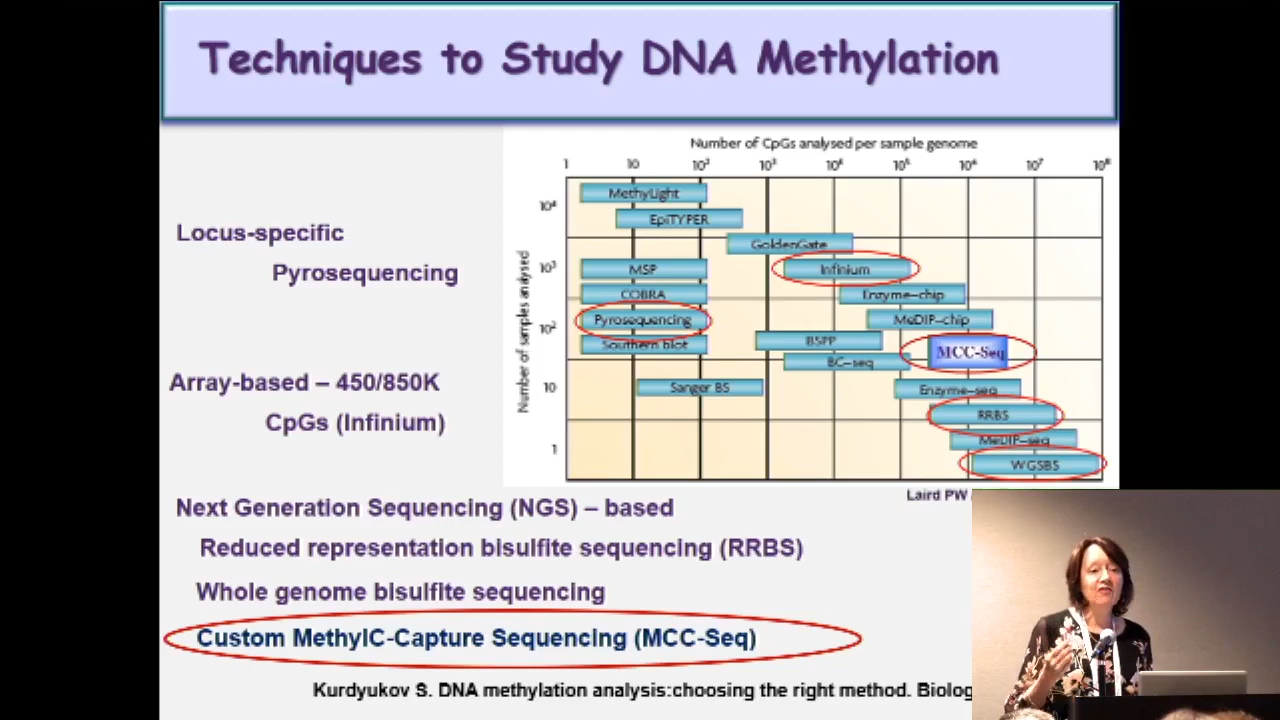 Techniques to Study DNA Methylation
Number of CpGs analysed per sample genome
1 10 10² 10³ 10⁴ 10⁵ 10⁶ 10⁷ 10⁸
Number of samples analysed
10⁴
10³
10²
10
1
MethyLight
EpiTYPER
GoldenGate
MSP
Infinium
COBRA
Enzyme–chip
Pyrosequencing
MeDIP–chip
Southern blot
BSPP
MCC-Seq
BC–seq
Sanger BS
Enzyme–seq
RRBS
MeDIP–seq
WGSBS
Laird PW
Locus-specific
Pyrosequencing
Array-based – 450/850K
CpGs (Infinium)
Next Generation Sequencing (NGS) – based
Reduced representation bisulfite sequencing (RRBS)
Whole genome bisulfite sequencing
Custom MethylC-Capture Sequencing (MCC-Seq)
Kurdyukov S. DNA methylation analysis:choosing the right method. Biolog